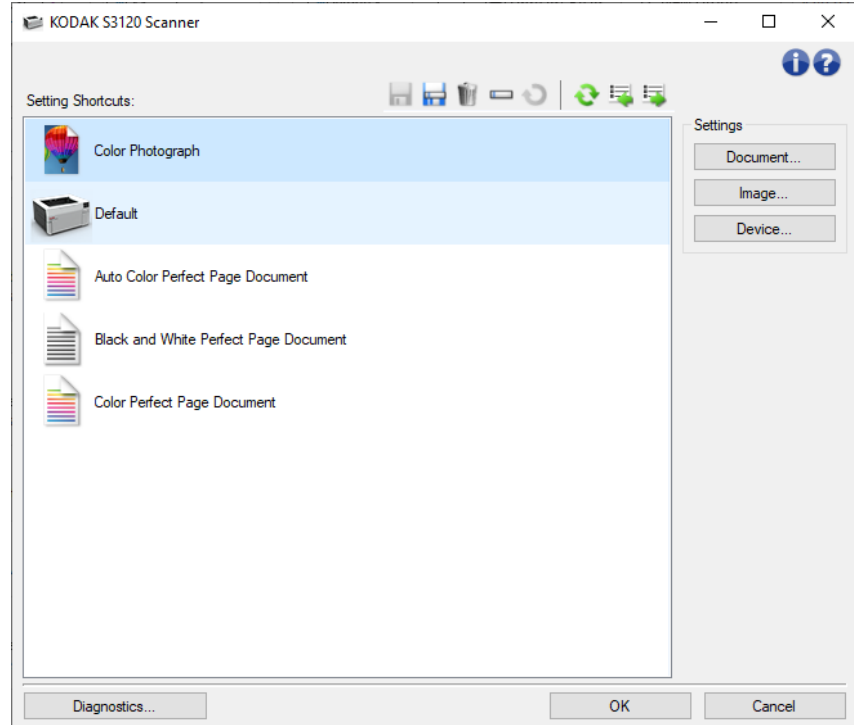 KODAK S3120 Scanner
Setting Shortcuts:
Color Photograph
Default
Auto Color Perfect Page Document
Black and White Perfect Page Document
Color Perfect Page Document
Settings
Document...
Image...
Device...
Diagnostics...
OK
Cancel